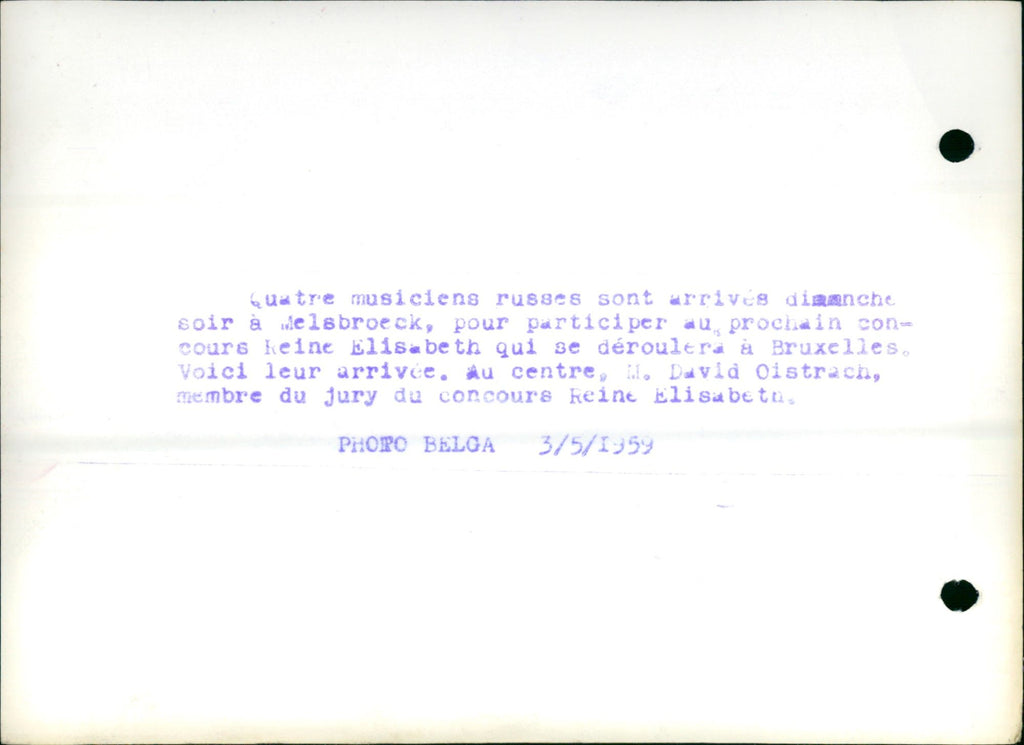 Quatre musiciens russes sont arrivés dimanche
soir à Melsbroeck, pour participer au prochain con-
cours Reine Elisabeth qui se déroulera à Bruxelles.
Voici leur arrivée. Au centre, M. David Oistrach,
membre du jury du concours Reine Elisabeth.
PHOTO BELGA 3/5/1959